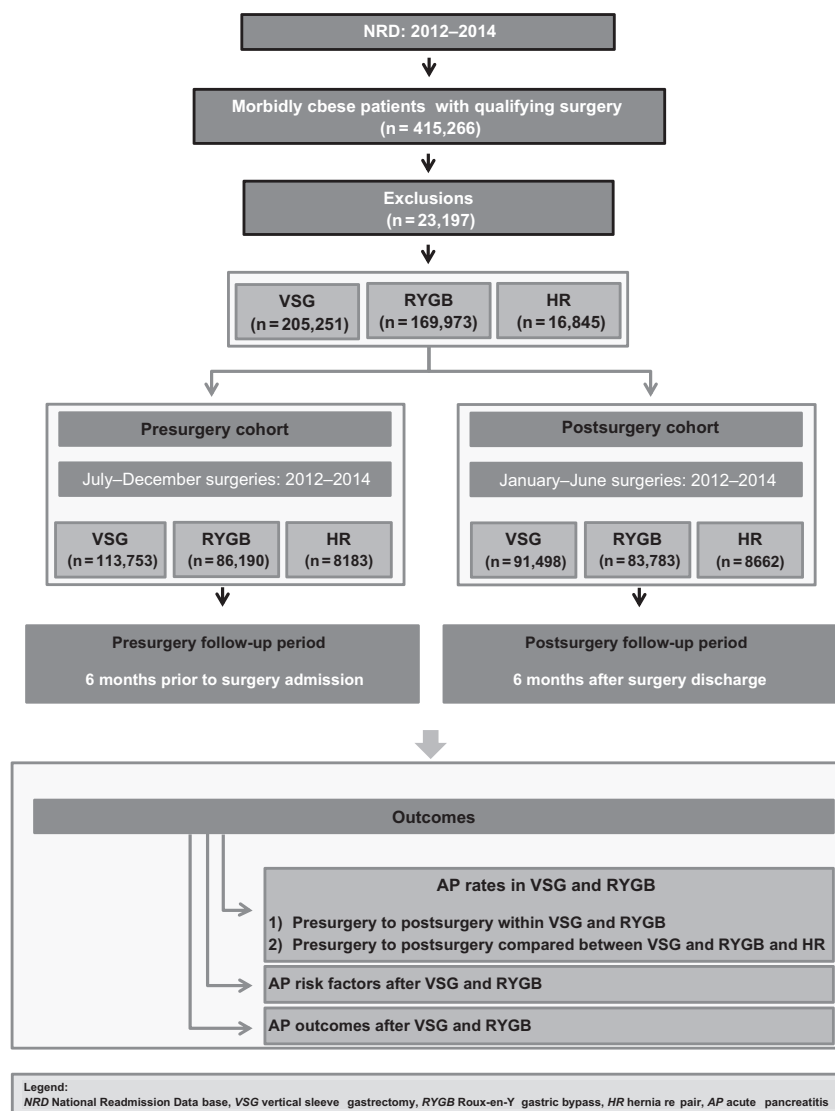 NRD: 2012–2014
Morbidly cbese patients with qualifying surgery
(n = 415,266)
Exclusions
(n = 23,197)
VSG
(n = 205,251)
RYGB
(n = 169,973)
HR
(n = 16,845)
Presurgery cohort
July–December surgeries: 2012–2014
VSG
(n = 113,753)
RYGB
(n = 86,190)
HR
(n = 8183)
Postsurgery cohort
January–June surgeries: 2012–2014
VSG
(n = 91,498)
RYGB
(n = 83,783)
HR
(n = 8662)
Presurgery follow-up period
6 months prior to surgery admission
Postsurgery follow-up period
6 months after surgery discharge
Outcomes
AP rates in VSG and RYGB
1) Presurgery to postsurgery within VSG and RYGB
2) Presurgery to postsurgery compared between VSG and RYGB and HR
AP risk factors after VSG and RYGB
AP outcomes after VSG and RYGB
Legend:
NRD National Readmission Data base, VSG vertical sleeve gastrectomy, RYGB Roux-en-Y gastric bypass, HR hernia re pair, AP acute pancreatitis